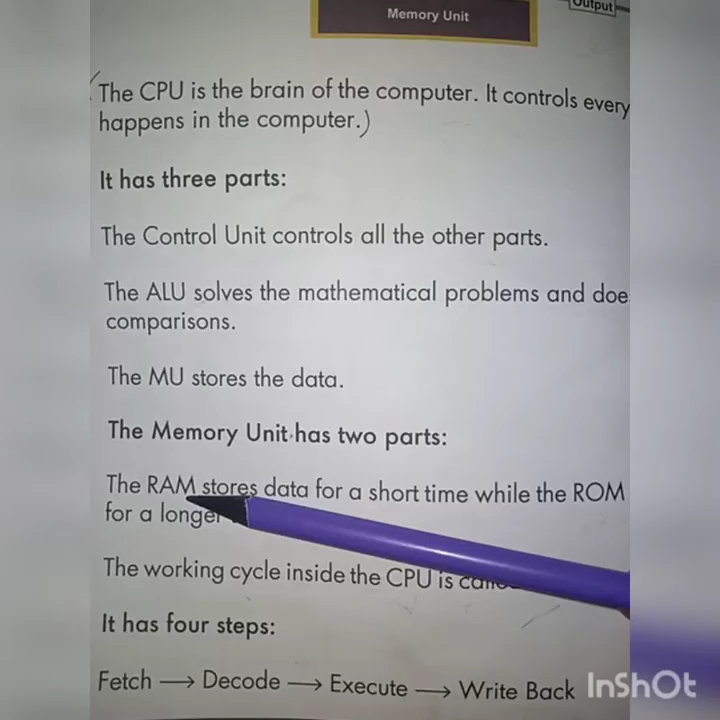 Memory Unit
Output
The CPU is the brain of the computer. It controls every
happens in the computer.)
It has three parts:
The Control Unit controls all the other parts.
The ALU solves the mathematical problems and doe
comparisons.
The MU stores the data.
The Memory Unit has two parts:
The RAM stores data for a short time while the ROM
for a longer
The working cycle inside the CPU is
It has four steps:
Fetch → Decode → Execute → Write Back
InShOt